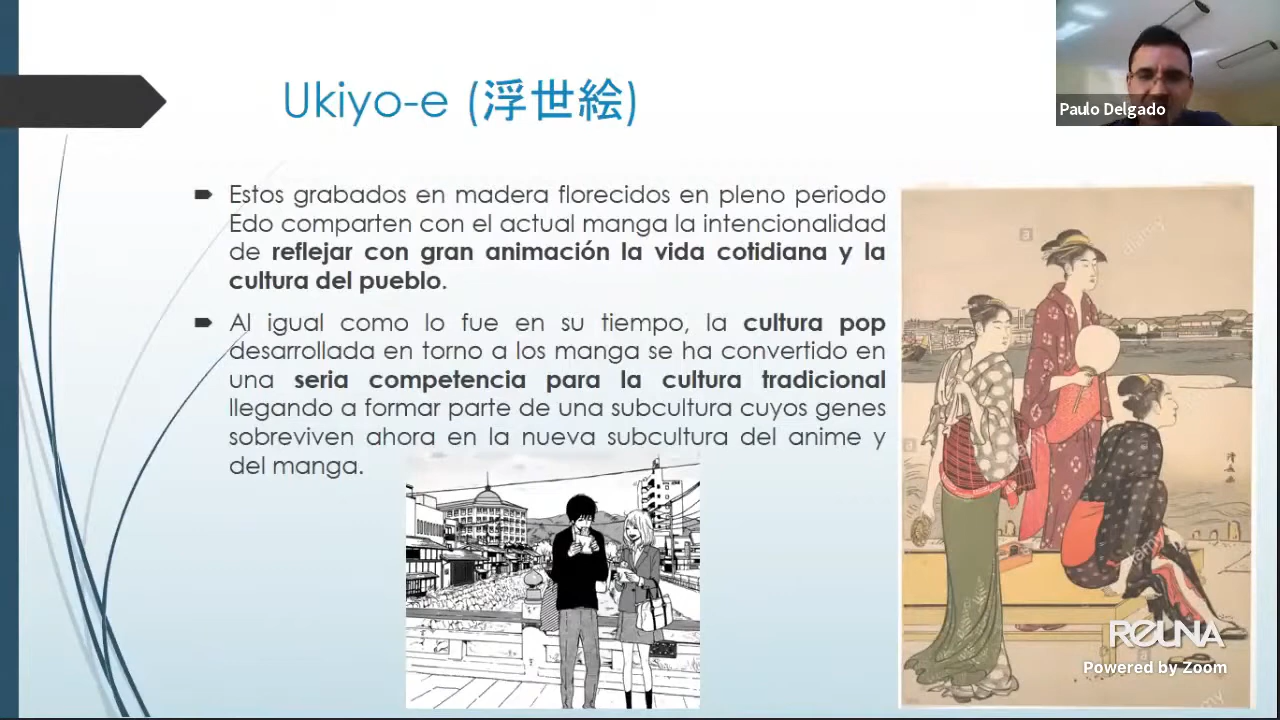 Ukiyo-e (浮世絵)
Paulo Delgado
Estos grabados en madera florecidos en pleno periodo
Edo comparten con el actual manga la intencionalidad
de reflejar con gran animación la vida cotidiana y la
cultura del pueblo.
Al igual como lo fue en su tiempo, la cultura pop
desarrollada en torno a los manga se ha convertido en
una seria competencia para la cultura tradicional
llegando a formar parte de una subcultura cuyos genes
sobreviven ahora en la nueva subcultura del anime y
del manga.
a
alamy
a
alamy
REUNA
Powered by Zoom